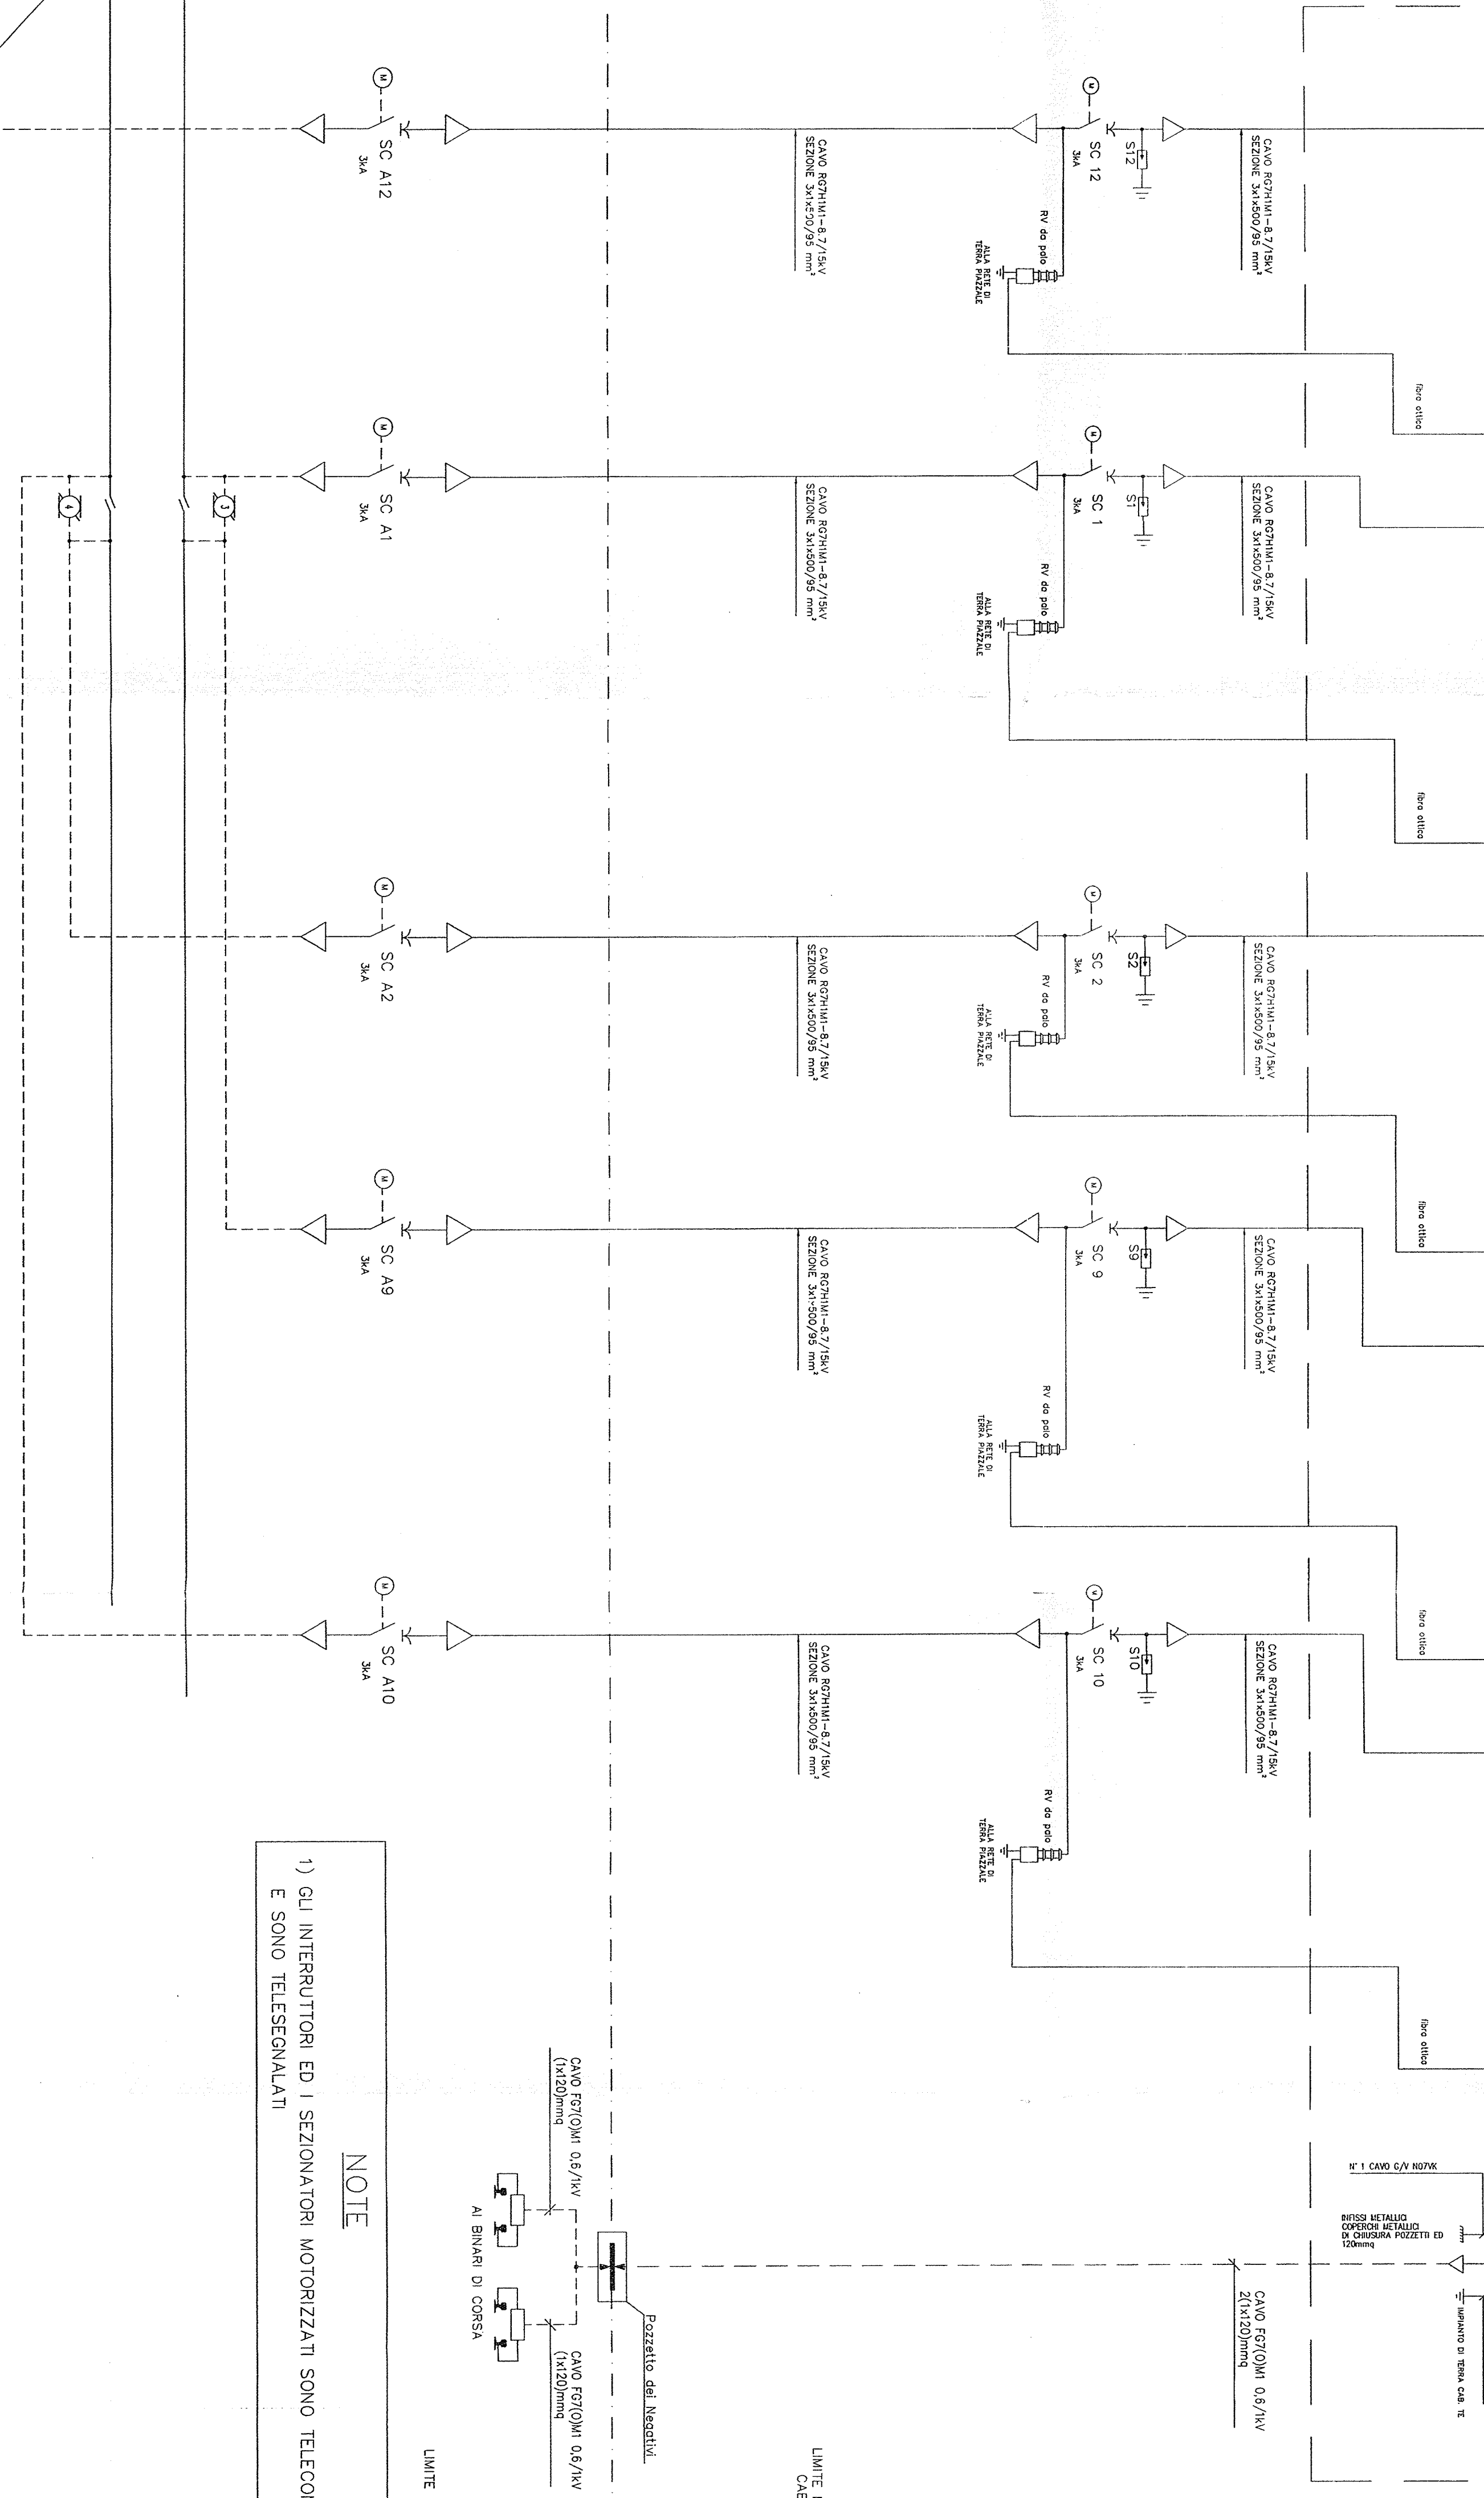 M
SC A12
3kA
CAVO RG7H1M1-8.7/15kV
SEZIONE 3x1x500/95 mm²
M
SC 12
3kA
S12
CAVO RG7H1M1-8.7/15kV
SEZIONE 3x1x500/95 mm²
RV da palo
ALLA RETE DI
TERRA PIAZZALE
fibra ottica
M
SC A1
3kA
CAVO RG7H1M1-8.7/15kV
SEZIONE 3x1x500/95 mm²
M
SC 1
3kA
S1
CAVO RG7H1M1-8.7/15kV
SEZIONE 3x1x500/95 mm²
RV da palo
ALLA RETE DI
TERRA PIAZZALE
fibra ottica
4
3
M
SC A2
3kA
CAVO RG7H1M1-8.7/15kV
SEZIONE 3x1x500/95 mm²
M
SC 2
3kA
S2
CAVO RG7H1M1-8.7/15kV
SEZIONE 3x1x500/95 mm²
RV da palo
ALLA RETE DI
TERRA PIAZZALE
fibra ottica
M
SC A9
3kA
CAVO RG7H1M1-8.7/15kV
SEZIONE 3x1x500/95 mm²
M
SC 9
3kA
S9
CAVO RG7H1M1-8.7/15kV
SEZIONE 3x1x500/95 mm²
RV da palo
ALLA RETE DI
TERRA PIAZZALE
fibra ottica
M
SC A10
3kA
CAVO RG7H1M1-8.7/15kV
SEZIONE 3x1x500/95 mm²
M
SC 10
3kA
S10
CAVO RG7H1M1-8.7/15kV
SEZIONE 3x1x500/95 mm²
RV da palo
ALLA RETE DI
TERRA PIAZZALE
fibra ottica
NOTE
1) GLI INTERRUTTORI ED I SEZIONATORI MOTORIZZATI SONO TELECO
E SONO TELESEGNALATI
CAVO FG7(O)M1 0,6/1kV
(1x120)mmq
AI BINARI DI CORSA
CAVO FG7(O)M1 0,6/1kV
(1x120)mmq
Pozzetto dei Negativi
N° 1 CAVO G/V N07VK
INFISSI METALLICI
COPERCHI METALLICI
DI CHIUSURA POZZETTI ED
120mmq
CAVO FG7(O)M1 0,6/1kV
2(1x120)mmq
IMPIANTO DI TERRA CAB. TE
LIMITE
LIMITE